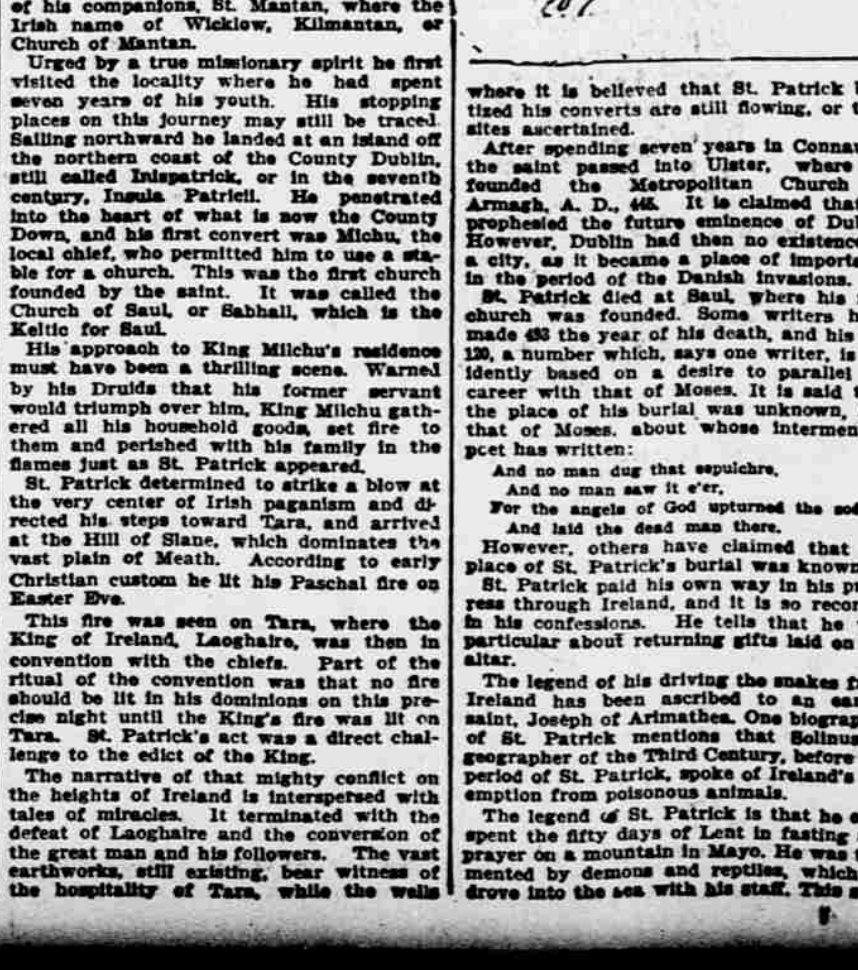 of his companions, St. Mantan, where the
Irish name of Wicklow, Kilmantan, or
Church of Mantan.
Urged by a true missionary spirit he first
visited the locality where he had spent
seven years of his youth. His stopping
places on this journey may still be traced.
Sailing northward he landed at an island off
the northern coast of the County Dublin,
still called Inispatrick, or in the seventh
century, Insula Patricii. He penetrated
into the heart of what is now the County
Down, and his first convert was Michu, the
local chief, who permitted him to use a sta-
ble for a church. This was the first church
founded by the saint. It was called the
Church of Saul, or Sabhall, which is the
Keltic for Saul.
His approach to King Milchu's residence
must have been a thrilling scene. Warned
by his Druids that his former servant
would triumph over him, King Milchu gath-
ered all his household goods, set fire to
them and perished with his family in the
flames just as St. Patrick appeared.
St. Patrick determined to strike a blow at
the very center of Irish paganism and di-
rected his steps toward Tara, and arrived
at the Hill of Slane, which dominates the
vast plain of Meath. According to early
Christian custom he lit his Paschal fire on
Easter Eve.
This fire was seen on Tara, where the
King of Ireland, Laoghaire, was then in
convention with the chiefs. Part of the
ritual of the convention was that no fire
should be lit in his dominions on this pre-
cise night until the King's fire was lit on
Tara. St. Patrick's act was a direct chal-
lenge to the edict of the King.
The narrative of that mighty conflict on
the heights of Ireland is interspersed with
tales of miracles. It terminated with the
defeat of Laoghaire and the conversion of
the great man and his followers. The vast
earthworks, still existing, bear witness of
the hospitality of Tara, while the walls
where it is believed that St. Patrick
tized his converts are still flowing, or
sites ascertained.
After spending seven years in Connau
the saint passed into Ulster, where
founded the Metropolitan Church
Armagh, A. D., 445. It is claimed that
prophesied the future eminence of Du
However, Dublin had then no existence
a city, as it became a place of importa
in the period of the Danish invasions.
St. Patrick died at Saul, where his
church was founded. Some writers h
made 493 the year of his death, and his
120, a number which, says one writer, is
idently based on a desire to parallel
career with that of Moses. It is said
the place of his burial was unknown,
that of Moses, about whose intermen
poet has written:
And no man dug that sepulchre,
And no man saw it e'er,
For the angels of God upturned the sod
And laid the dead man there.
However, others have claimed that
place of St. Patrick's burial was known
St. Patrick paid his own way in his pr
ress through Ireland, and it is so recor
in his confessions. He tells that he
particular about returning gifts laid on
altar.
The legend of his driving the snakes f
Ireland has been ascribed to an ear
saint, Joseph of Arimathea. One biograp
of St. Patrick mentions that Solinus
geographer of the Third Century, before
period of St. Patrick, spoke of Ireland's
emption from poisonous animals.
The legend of St. Patrick is that he
spent the fifty days of Lent in fasting
prayer on a mountain in Mayo. He was
mented by demons and reptiles, which
drove into the sea with his staff. This